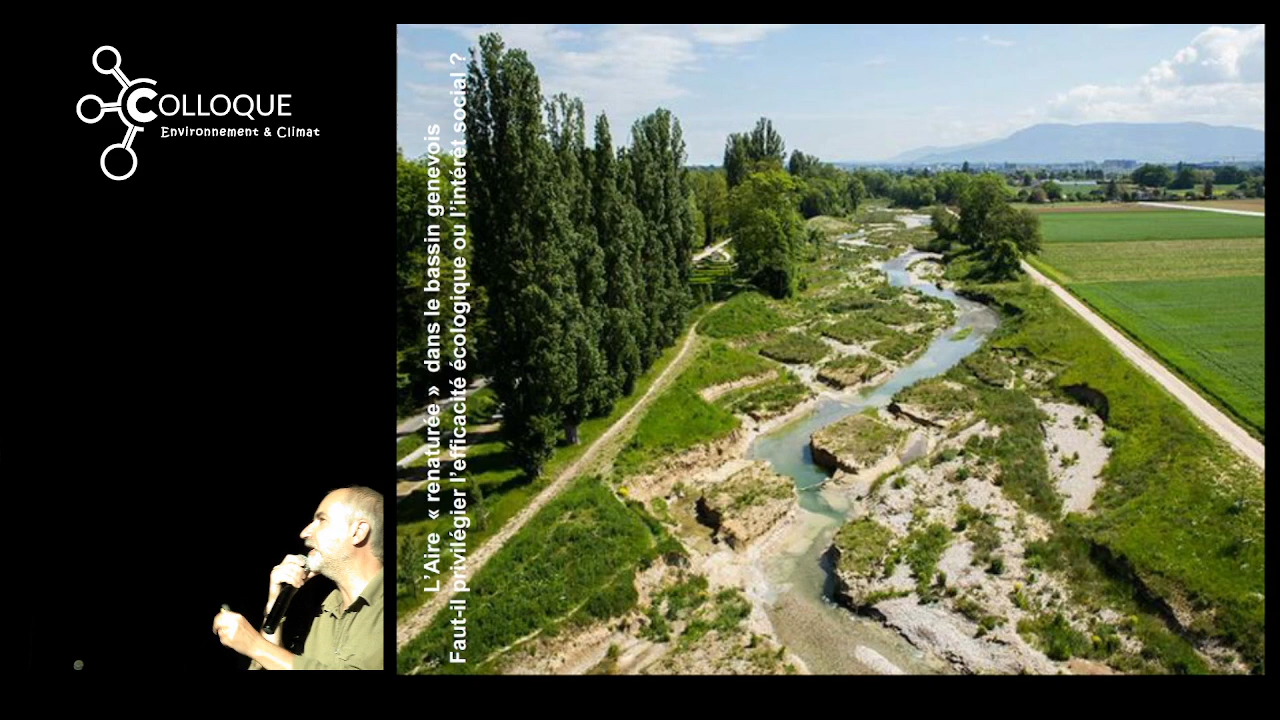 COLLOQUE
Environnement & Climat
L'Aire « renaturée » dans le bassin genevois
Faut-il privilégier l'efficacité écologique ou l'intérêt social ?